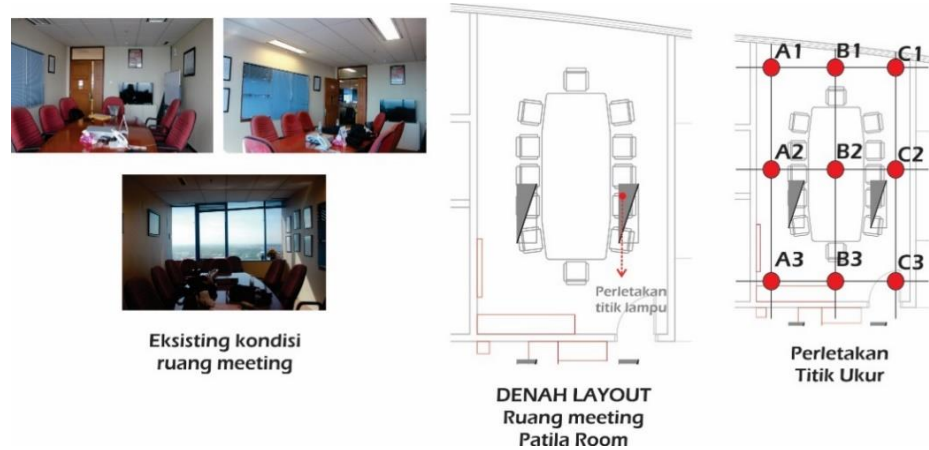 Eksisting kondisi
ruang meeting
Perletakan
titik lampu
DENAH LAYOUT
Ruang meeting
Patila Room
A1
B1
C1
A2
B2
C2
A3
B3
C3
Perletakan
Titik Ukur